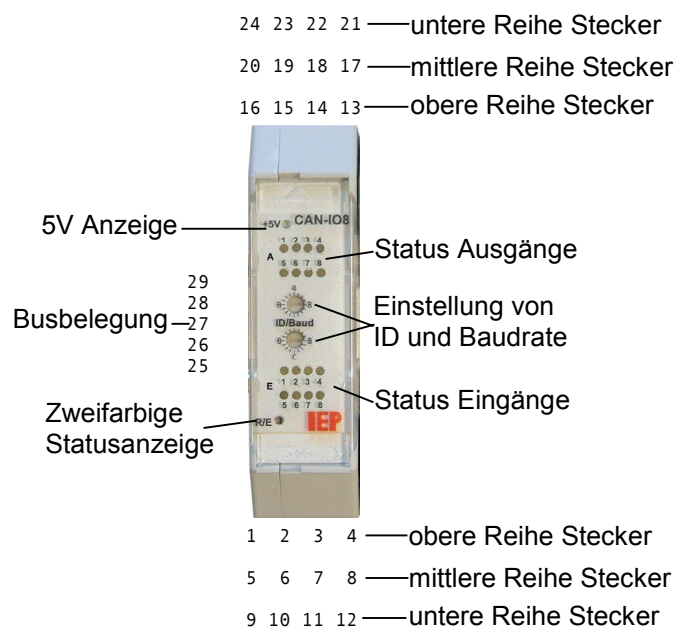 24 23 22 21 untere Reihe Stecker
20 19 18 17 mittlere Reihe Stecker
16 15 14 13 obere Reihe Stecker
5V Anzeige
+5V CAN-IO8
1 2 3 4
A
5 6 7 8
Status Ausgänge
29
28
Busbelegung 27
26
25
4
8
ID/Baud
8
C
Einstellung von
ID und Baudrate
E
1 2 3 4
5 6 7 8
Status Eingänge
Zweifarbige
Statusanzeige
R/E
IEP
1 2 3 4 obere Reihe Stecker
5 6 7 8 mittlere Reihe Stecker
9 10 11 12 untere Reihe Stecker